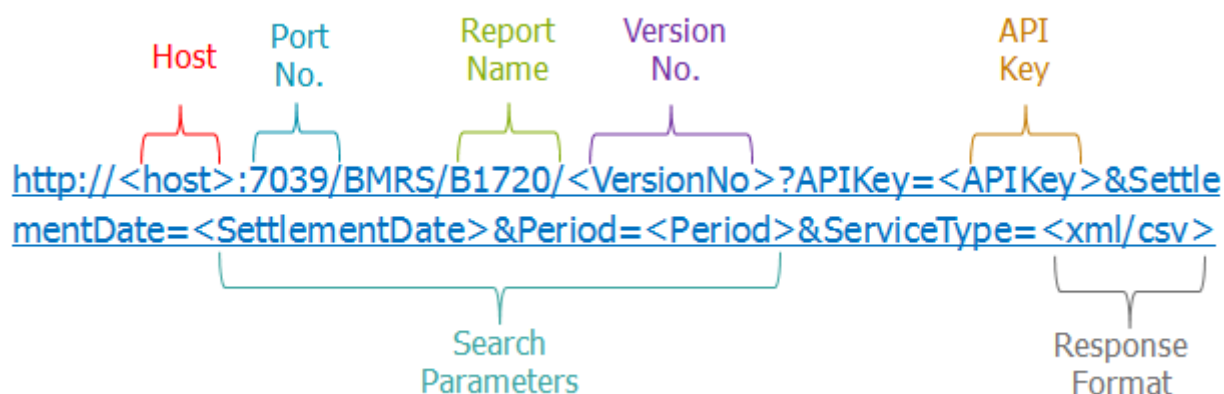 Host
Port
No.
Report
Name
Version
No.
API
Key
http://<host>:7039/BMRS/B1720/<VersionNo>?APIKey=<APIKey>&Settle
mentDate=<SettlementDate>&Period=<Period>&ServiceType=<xml/csv>
Search
Parameters
Response
Format